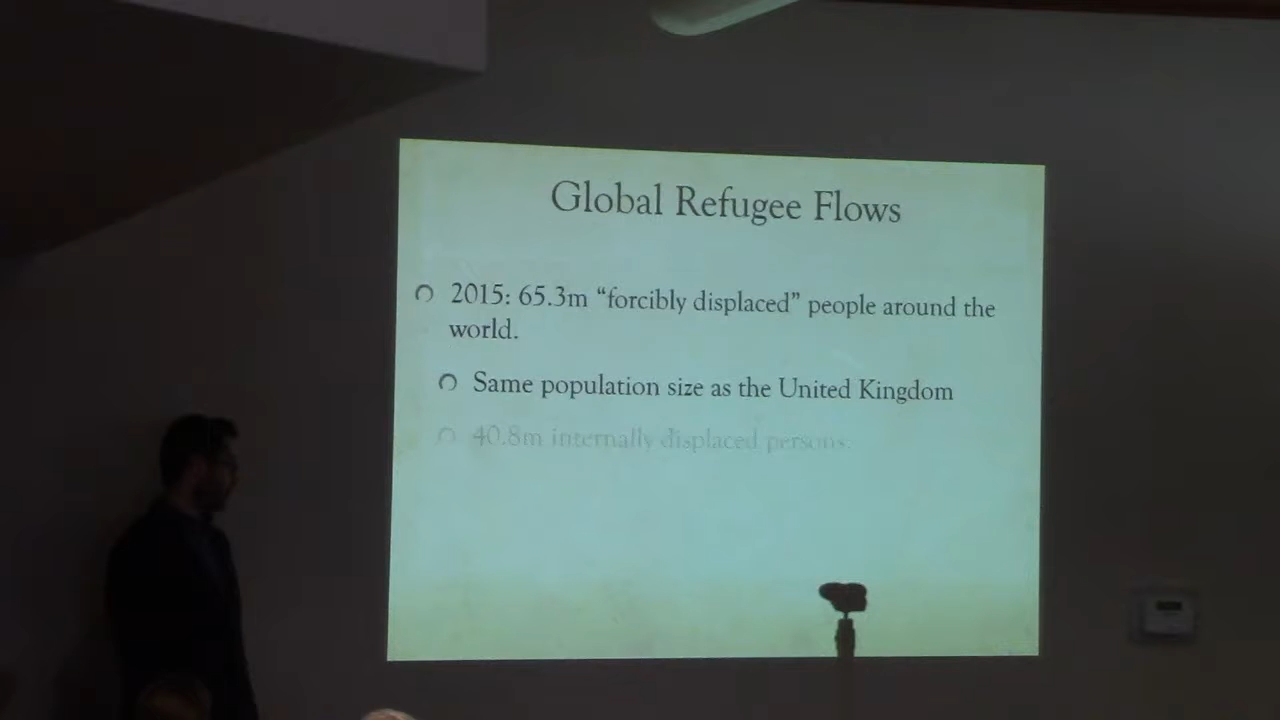 Global Refugee Flows
2015: 65.3m “forcibly displaced” people around the
world.
Same population size as the United Kingdom
40.8m internally displaced persons.